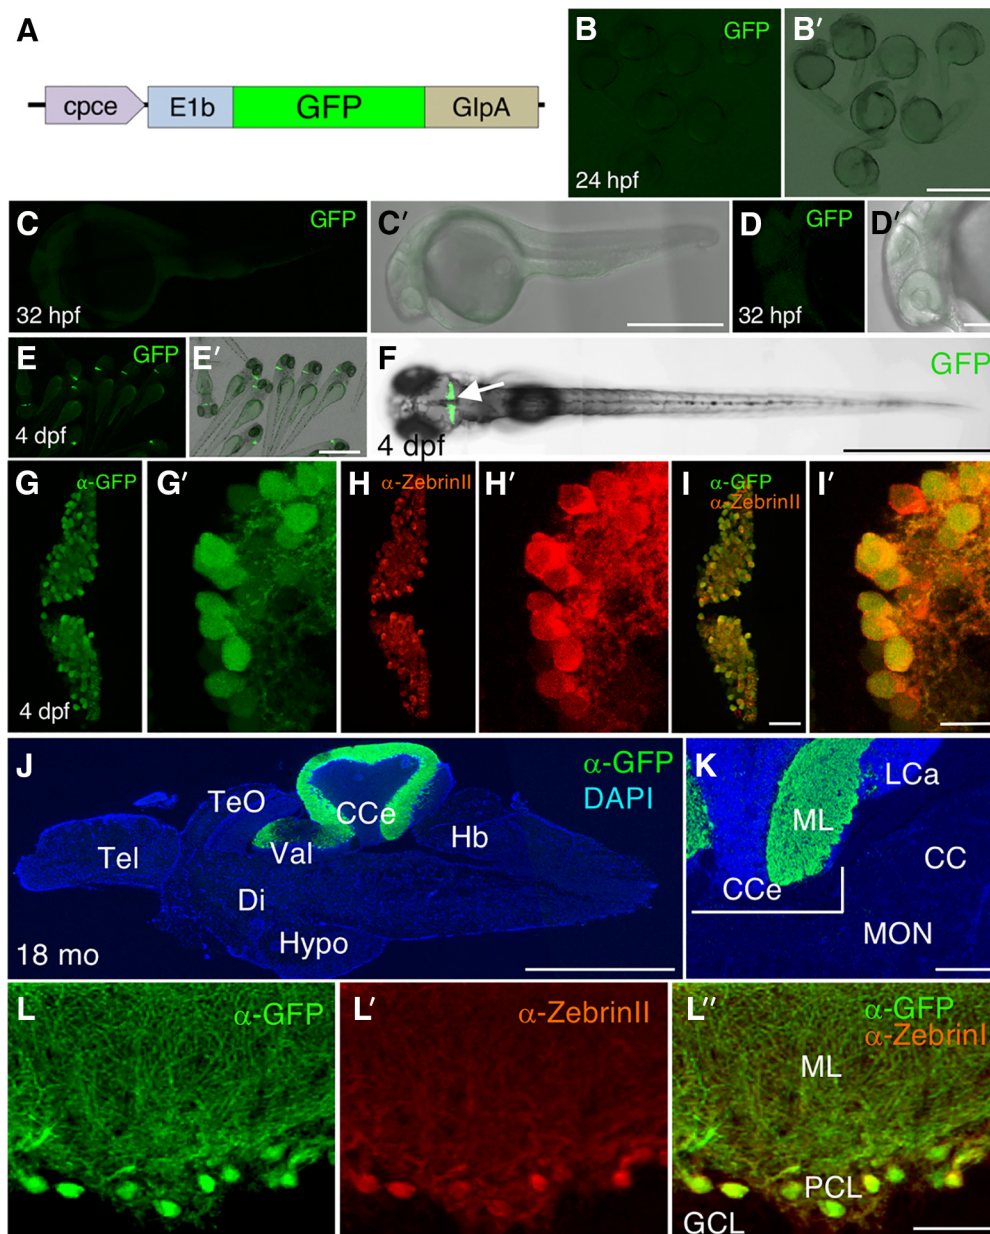 A
cpce
E1b
GFP
GlpA
B
GFP
24 hpf
B′
C
GFP
32 hpf
C′
D
GFP
32 hpf
D′
E
GFP
4 dpf
E′
F
GFP
4 dpf
G
α-GFP
4 dpf
G′
H
α-ZebrinII
H′
I
α-GFP
α-ZebrinII
I′
J
α-GFP
DAPI
TeO
CCe
Tel
Val
Hb
Di
Hypo
18 mo
K
LCa
ML
CC
CCe
MON
L
α-GFP
L′
α-ZebrinII
L′′
α-GFP
α-ZebrinI
ML
PCL
GCL